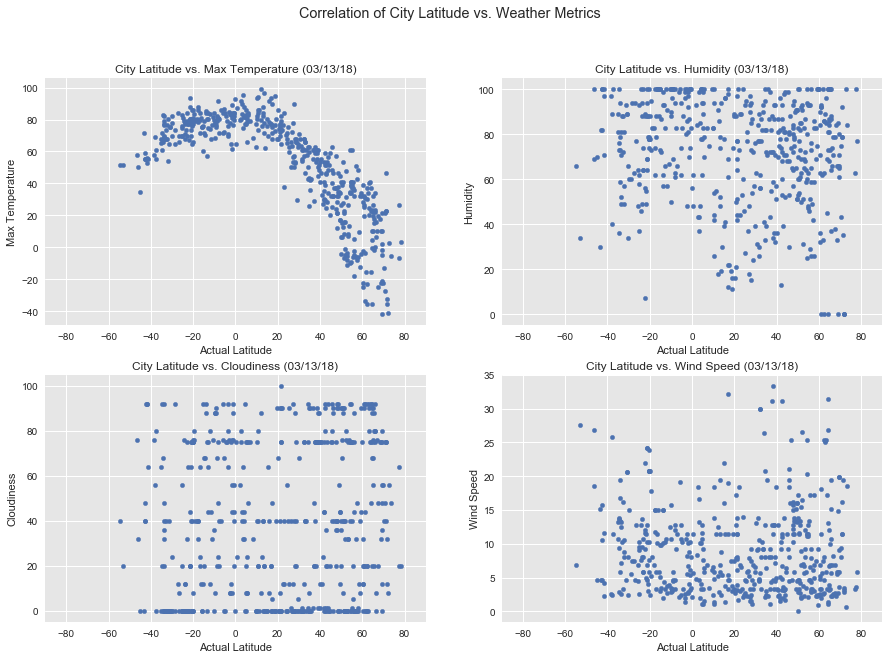 Correlation of City Latitude vs. Weather Metrics
City Latitude vs. Max Temperature (03/13/18)
100
80
60
40
20
0
−20
−40
Max Temperature
−80 −60 −40 −20 0 20 40 60 80
Actual Latitude
City Latitude vs. Humidity (03/13/18)
100
80
60
40
20
0
Humidity
−80 −60 −40 −20 0 20 40 60 80
Actual Latitude
City Latitude vs. Cloudiness (03/13/18)
100
80
60
40
20
0
Cloudiness
−80 −60 −40 −20 0 20 40 60 80
Actual Latitude
City Latitude vs. Wind Speed (03/13/18)
35
30
25
20
15
10
5
0
Wind Speed
−80 −60 −40 −20 0 20 40 60 80
Actual Latitude